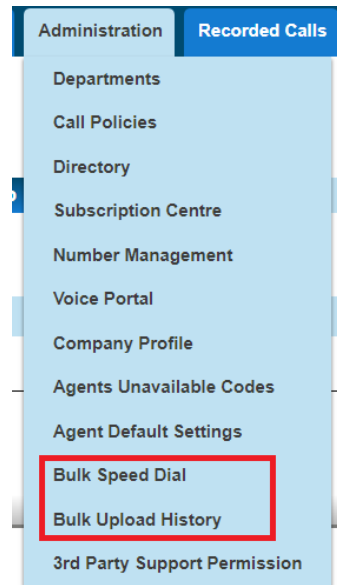 Administration Recorded Calls
Departments
Call Policies
Directory
Subscription Centre
Number Management
Voice Portal
Company Profile
Agents Unavailable Codes
Agent Default Settings
Bulk Speed Dial
Bulk Upload History
3rd Party Support Permission